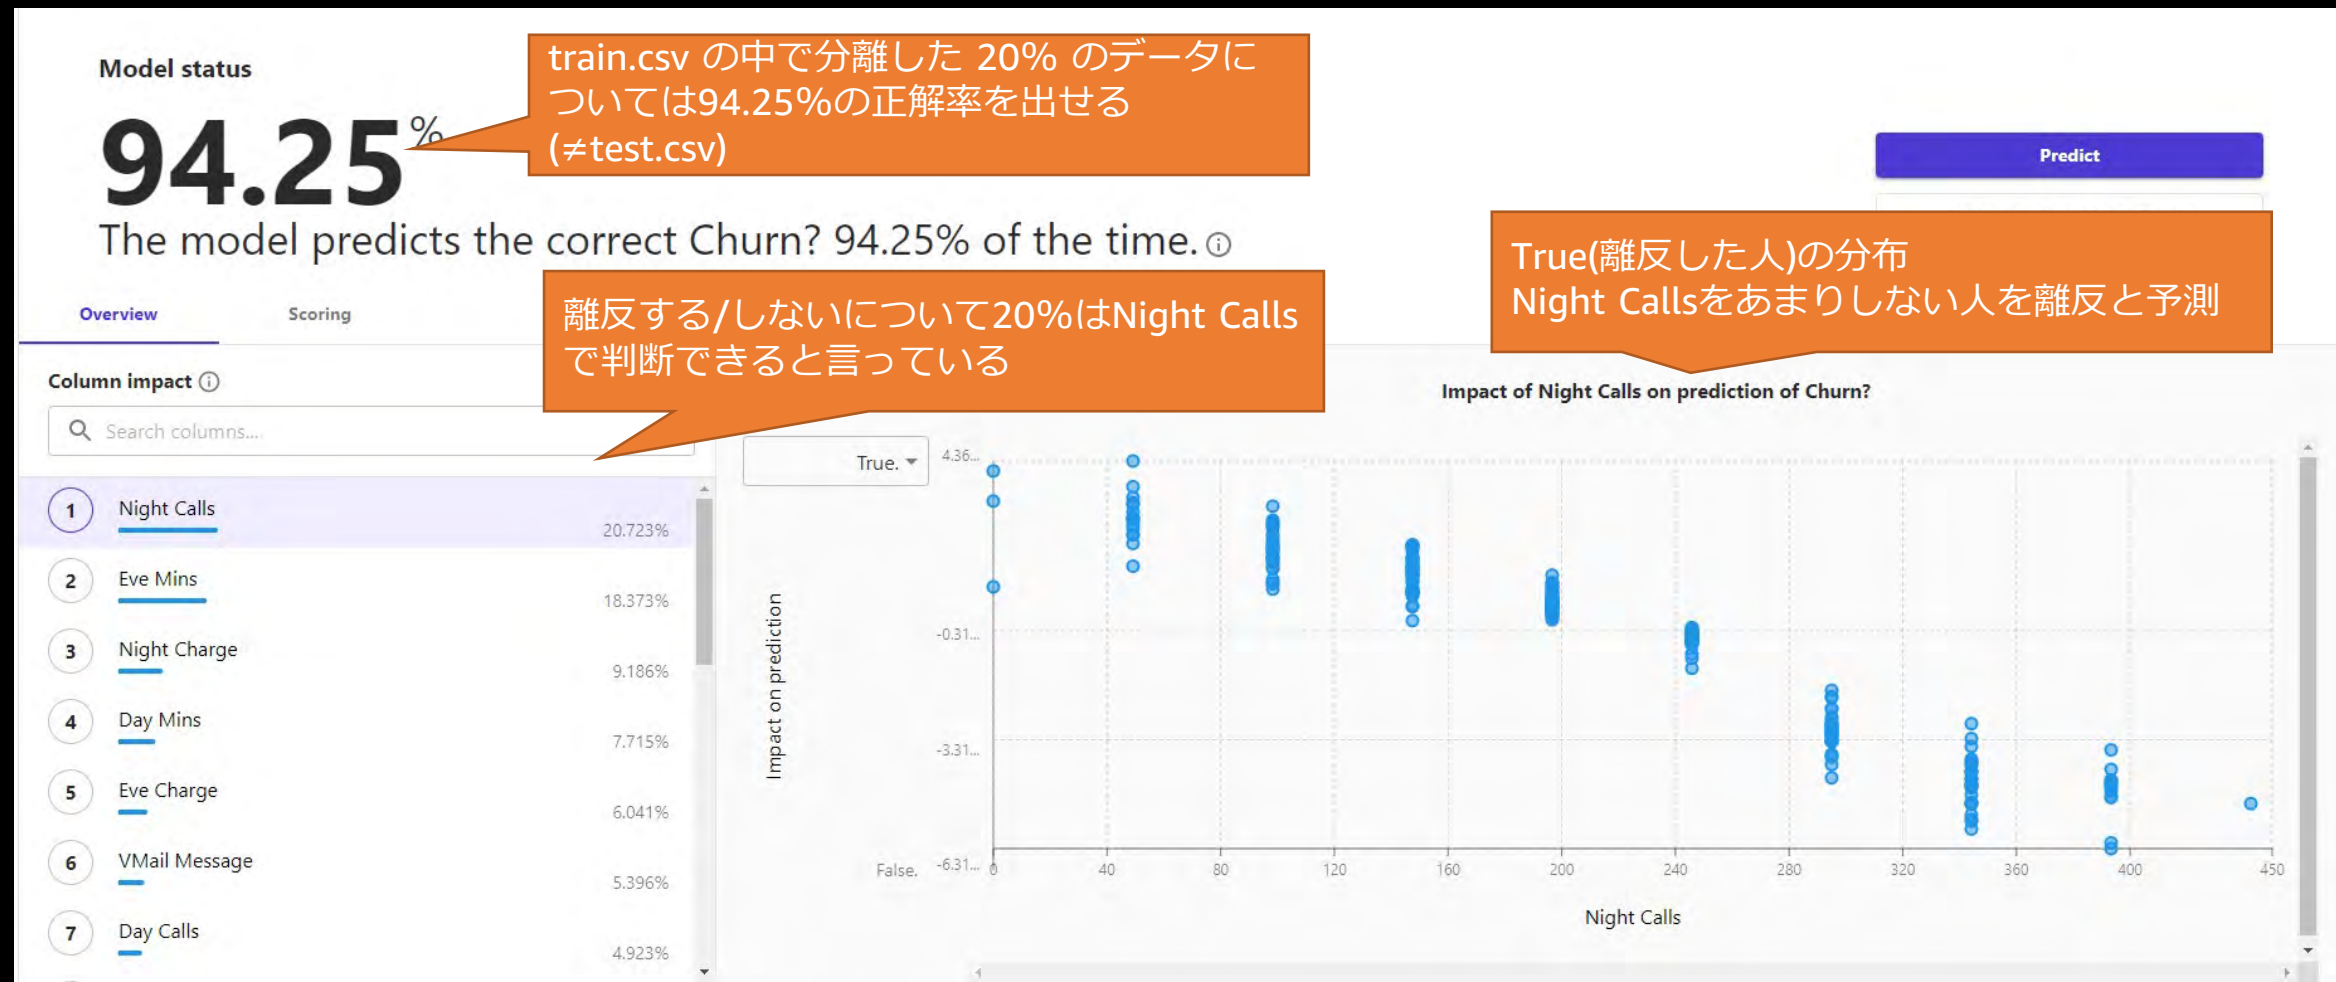 Model status
94.25%
train.csv の中で分離した 20% のデータに
ついては94.25%の正解率を出せる
(≠test.csv)
Predict
The model predicts the correct Churn? 94.25% of the time.
離反する/しないについて20%はNight Calls
で判断できると言っている
True(離反した人)の分布
Night Callsをあまりしない人を離反と予測
Overview
Scoring
Column impact
Search columns...
1 Night Calls 20.723%
2 Eve Mins 18.373%
3 Night Charge 9.186%
4 Day Mins 7.715%
5 Eve Charge 6.041%
6 VMail Message 5.396%
7 Day Calls 4.923%
Impact of Night Calls on prediction of Churn?
True.
4.36...
-0.31...
-3.31...
-6.31...
False.
Impact on prediction
0 40 80 120 160 200 240 280 320 360 400 450
Night Calls